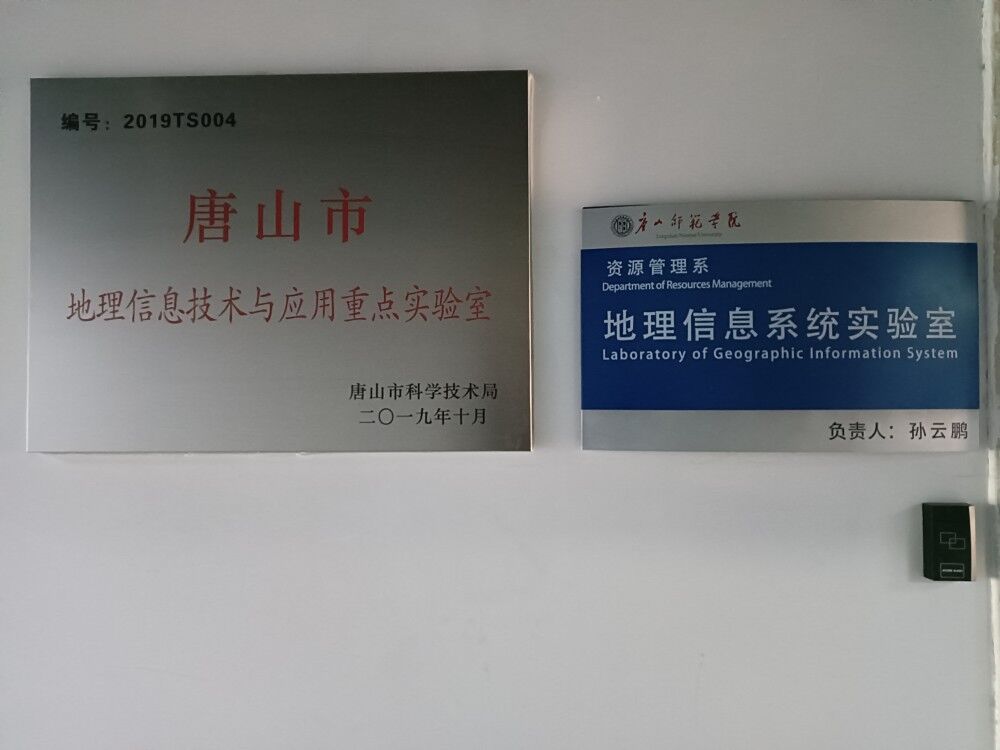 编号：2019TS004
唐山市
地理信息技术与应用重点实验室
唐山市科学技术局
二〇一九年十月
唐山师范学院
Tangshan Normal University
资源管理系
Department of Resources Management
地理信息系统实验室
Laboratory of Geographic Information System
负责人：孙云鹏